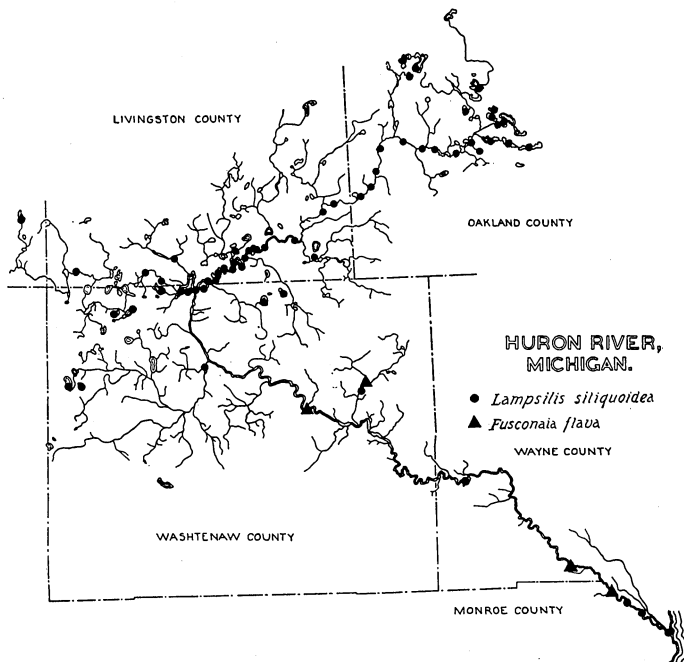 LIVINGSTON COUNTY
OAKLAND COUNTY
HURON RIVER,
MICHIGAN.
Lampsilis siliquoidea
Fusconaia flava
WAYNE COUNTY
WASHTENAW COUNTY
MONROE COUNTY